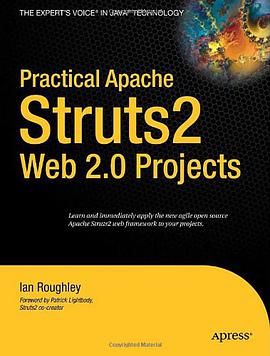 THE EXPERT'S VOICE® IN JAVA™ TECHNOLOGY
Practical Apache
Struts2
Web 2.0 Projects
Learn and immediately apply the new agile open source
Apache Struts2 web framework to your projects.
Ian Roughley
Foreword by Patrick Lightbody,
Struts2 co-creator
Apress®
Copyrighted Material